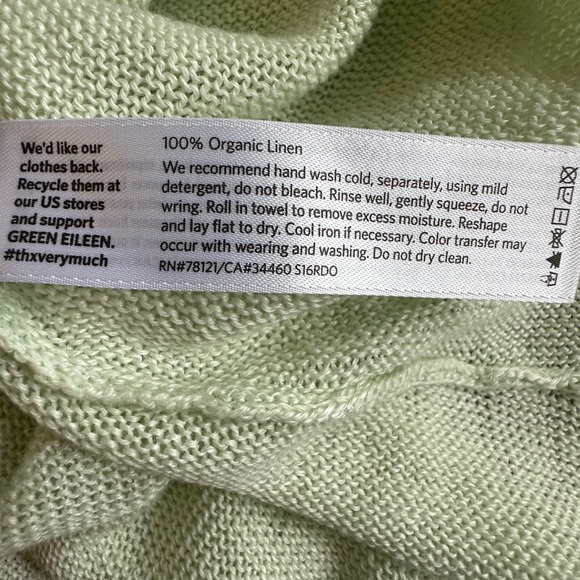 We'd like our
clothes back.
Recycle them at
our US stores
and support
GREEN EILEEN.
#thxverymuch
100% Organic Linen
We recommend hand wash cold, separately, using mild
detergent, do not bleach. Rinse well, gently squeeze, do not
wring. Roll in towel to remove excess moisture. Reshape
and lay flat to dry. Cool iron if necessary. Color transfer may
occur with wearing and washing. Do not dry clean.
RN#78121/CA#34460 S16RDO